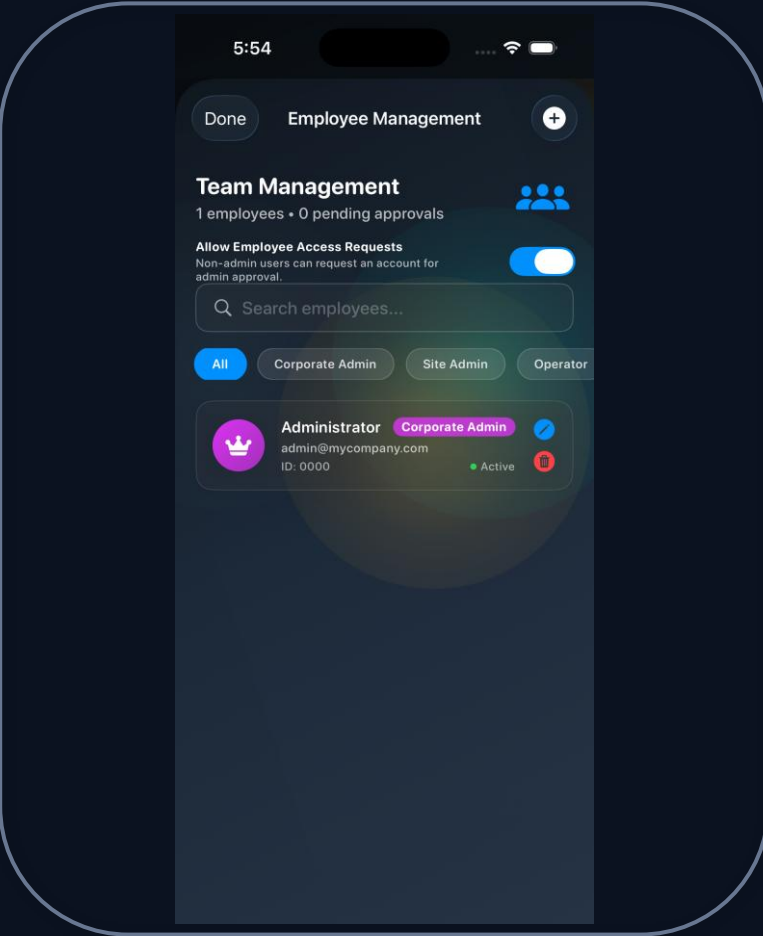 5:54
Done
Employee Management
Team Management
1 employees • 0 pending approvals
Allow Employee Access Requests
Non-admin users can request an account for
admin approval.
Search employees...
All
Corporate Admin
Site Admin
Operator
Administrator
Corporate Admin
admin@mycompany.com
ID: 0000
Active